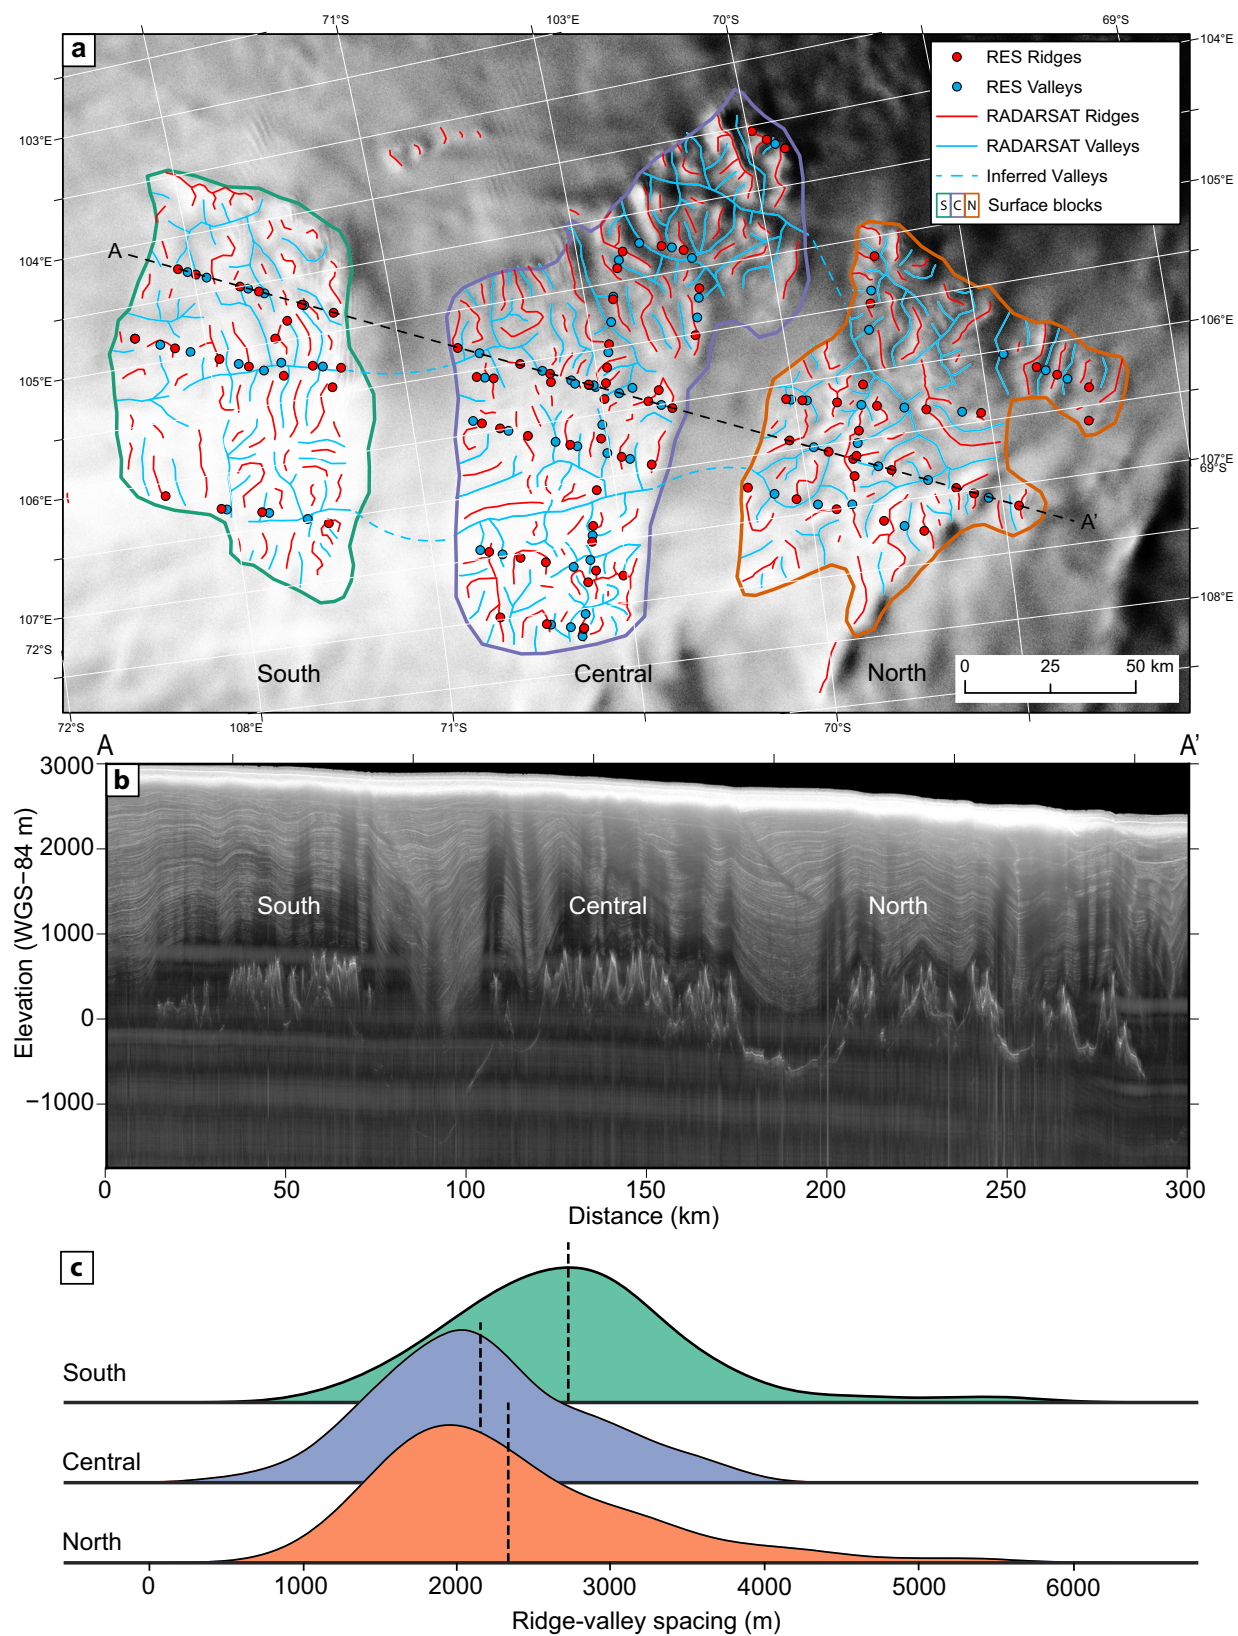 71°S
103°E
70°S
69°S
a
104°E
RES Ridges
RES Valleys
RADARSAT Ridges
RADARSAT Valleys
Inferred Valleys
S C N Surface blocks
103°E
105°E
A
104°E
106°E
105°E
107°E
69°S
106°E
A’
108°E
107°E
72°S
South
Central
North
0 25 50 km
72°S
108°E
71°S
70°S
A
A’
b
3000
2000
1000
0
−1000
Elevation (WGS−84 m)
South
Central
North
0
50
100
150
200
250
300
Distance (km)
c
South
Central
North
0
1000
2000
3000
4000
5000
6000
Ridge-valley spacing (m)